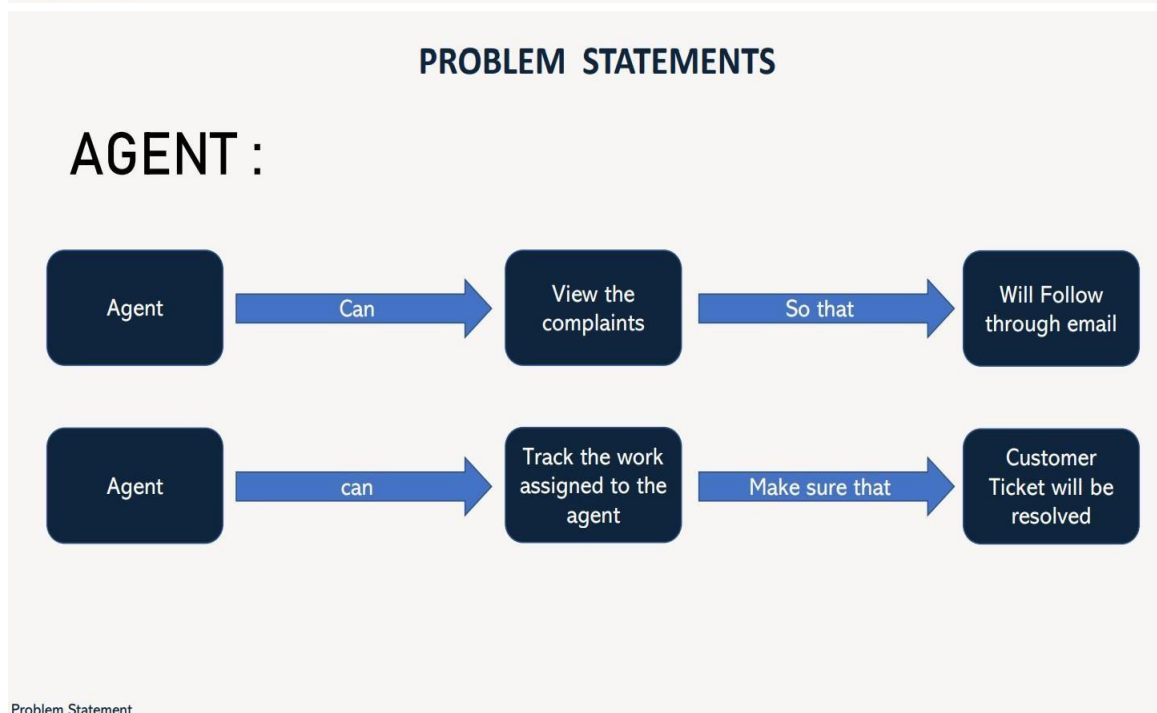 PROBLEM STATEMENTS
AGENT :
Agent
Can
View the
complaints
So that
Will Follow
through email
Agent
can
Track the work
assigned to the
agent
Make sure that
Customer
Ticket will be
resolved
Problem Statement